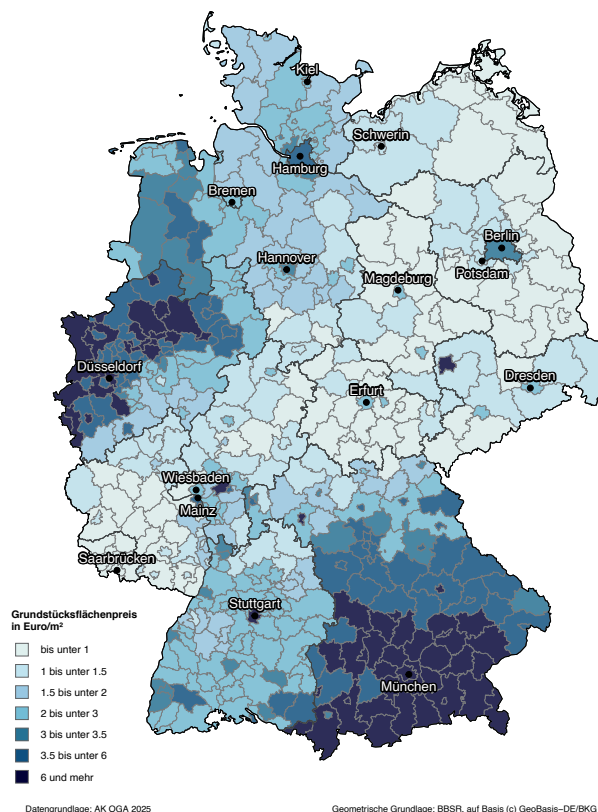 Kiel
Schwerin
Hamburg
Bremen
Berlin
Hannover
Potsdam
Magdeburg
Düsseldorf
Erfurt
Dresden
Wiesbaden
Mainz
Saarbrücken
Stuttgart
München
Grundstücksflächenpreis
in Euro/m²
bis unter 1
1 bis unter 1.5
1.5 bis unter 2
2 bis unter 3
3 bis unter 3.5
3.5 bis unter 6
6 und mehr
Datengrundlage: AK OGA 2025
Geometrische Grundlage: BBSR, auf Basis (c) GeoBasis−DE/BKG